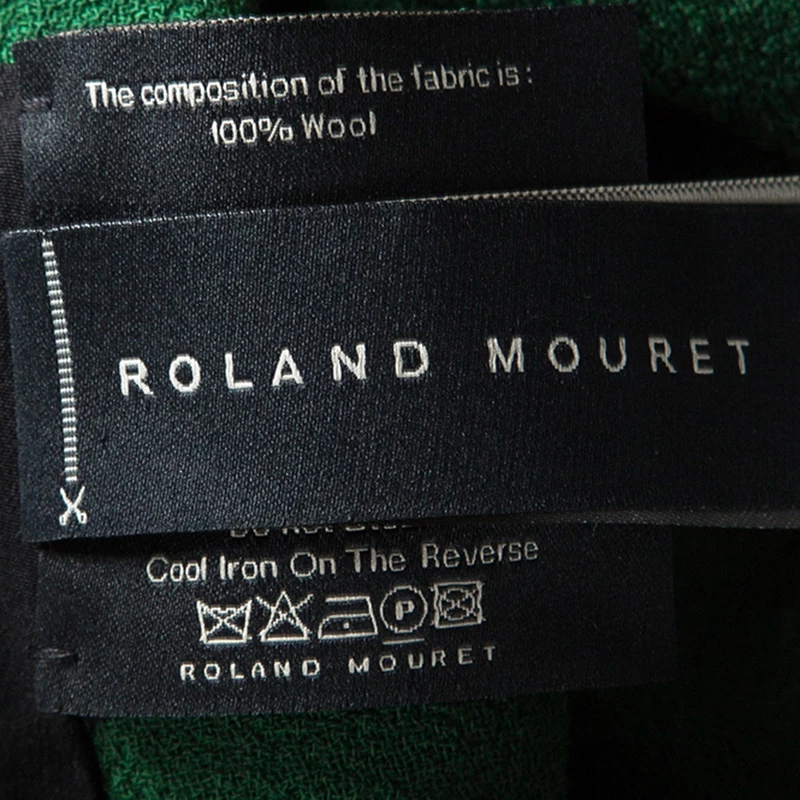 The composition of the fabric is:
100% Wool
ROLAND MOURET
Cool Iron On The Reverse
P
ROLAND MOURET